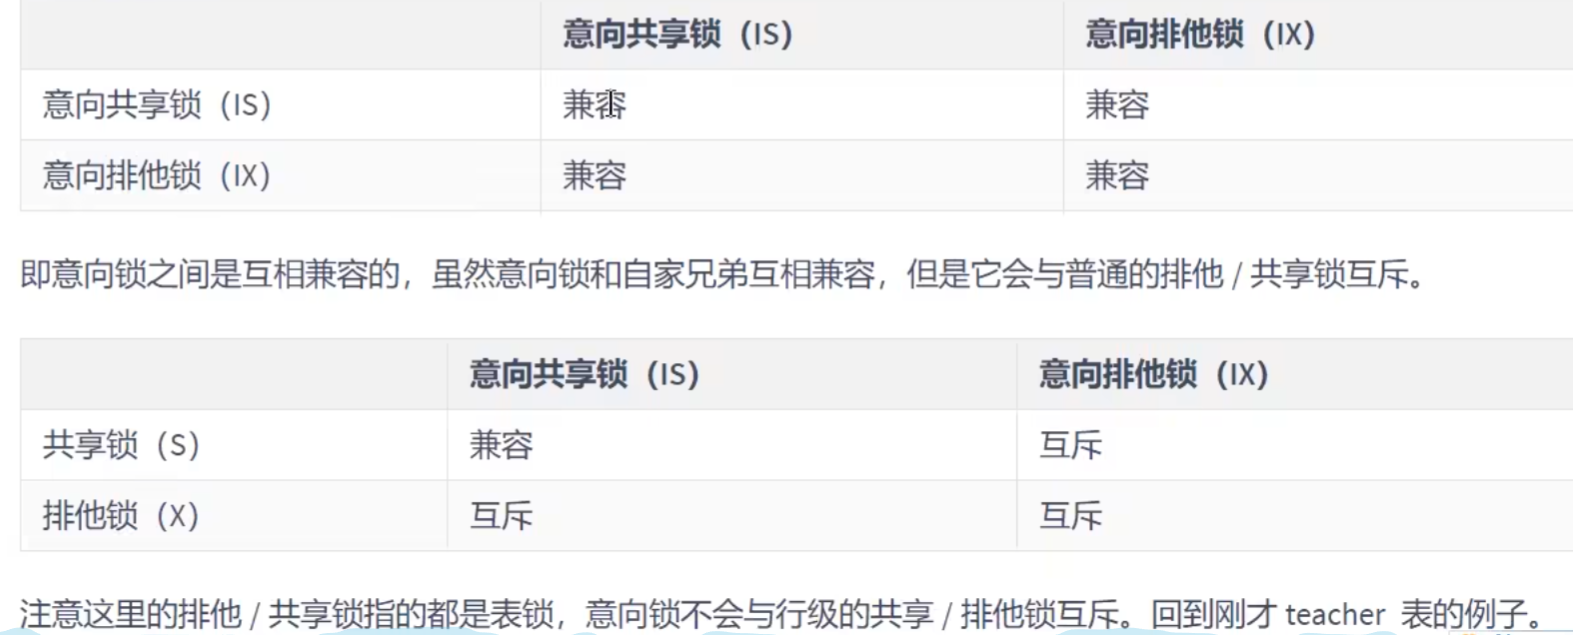 意向共享锁（IS） 意向排他锁（IX）
意向共享锁（IS） 兼容 兼容
意向排他锁（IX） 兼容 兼容
即意向锁之间是互相兼容的，虽然意向锁和自家兄弟互相兼容，但是它会与普通的排他 / 共享锁互斥。
意向共享锁（IS） 意向排他锁（IX）
共享锁（S） 兼容 互斥
排他锁（X） 互斥 互斥
注意这里的排他 / 共享锁指的都是表锁，意向锁不会与行级的共享 / 排他锁互斥。回到刚才 teacher 表的例子。